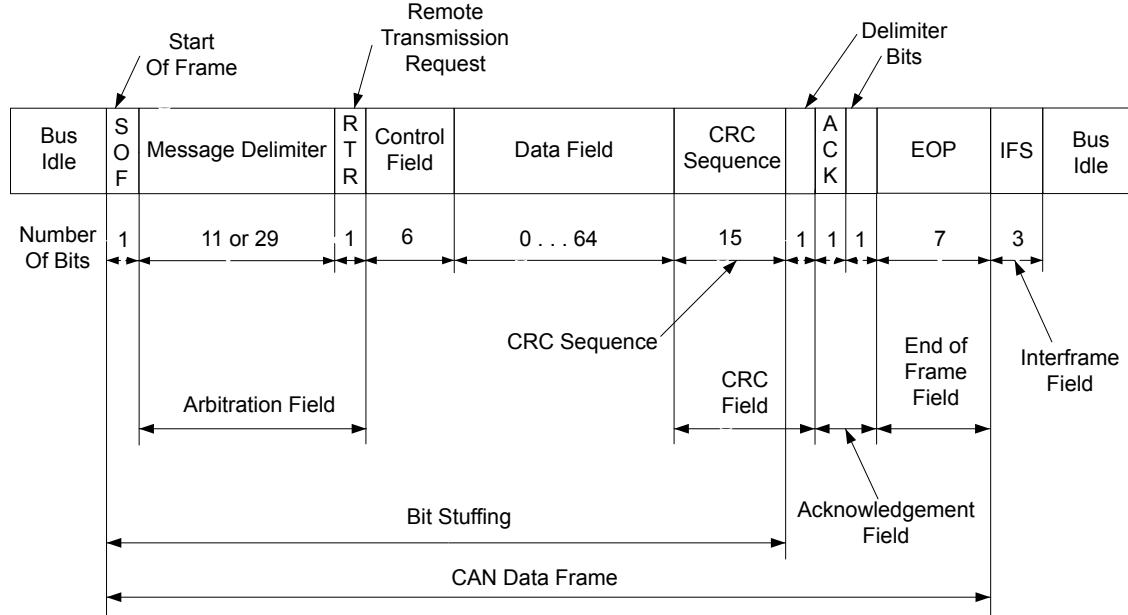 Start
Of Frame
Remote
Transmission
Request
Delimiter
Bits
Bus
Idle
S
O
F
Message Delimiter
R
T
R
Control
Field
Data Field
CRC
Sequence
A
C
K
EOP
IFS
Bus
Idle
Number
Of Bits
1
11 or 29
1
6
0 . . . 64
15
1
1
1
7
3
CRC Sequence
End of
Frame
Field
Interframe
Field
Arbitration Field
CRC
Field
Acknowledgement
Field
Bit Stuffing
CAN Data Frame